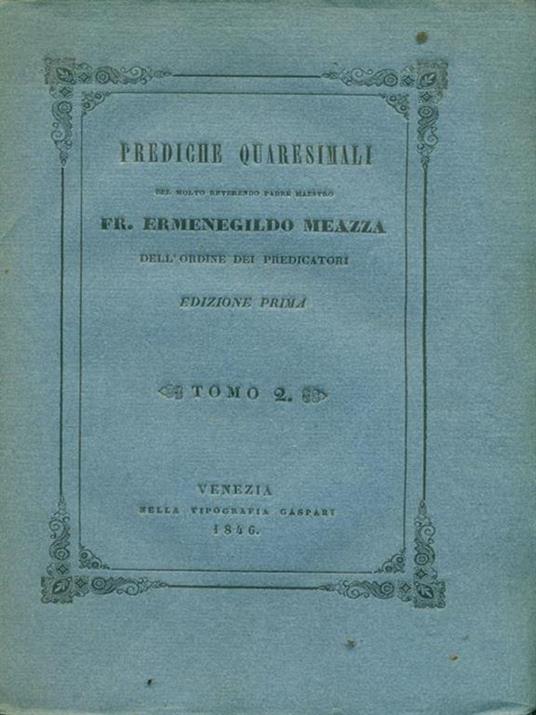 PREDICHE QUARESIMALI
DEL MOLTO REVERENDO PADRE MAESTRO
FR. ERMENEGILDO MEAZZA
DELL'ORDINE DEI PREDICATORI
EDIZIONE PRIMA
TOMO 2.
VENEZIA
NELLA TIPOGRAFIA GASPARI
1846.